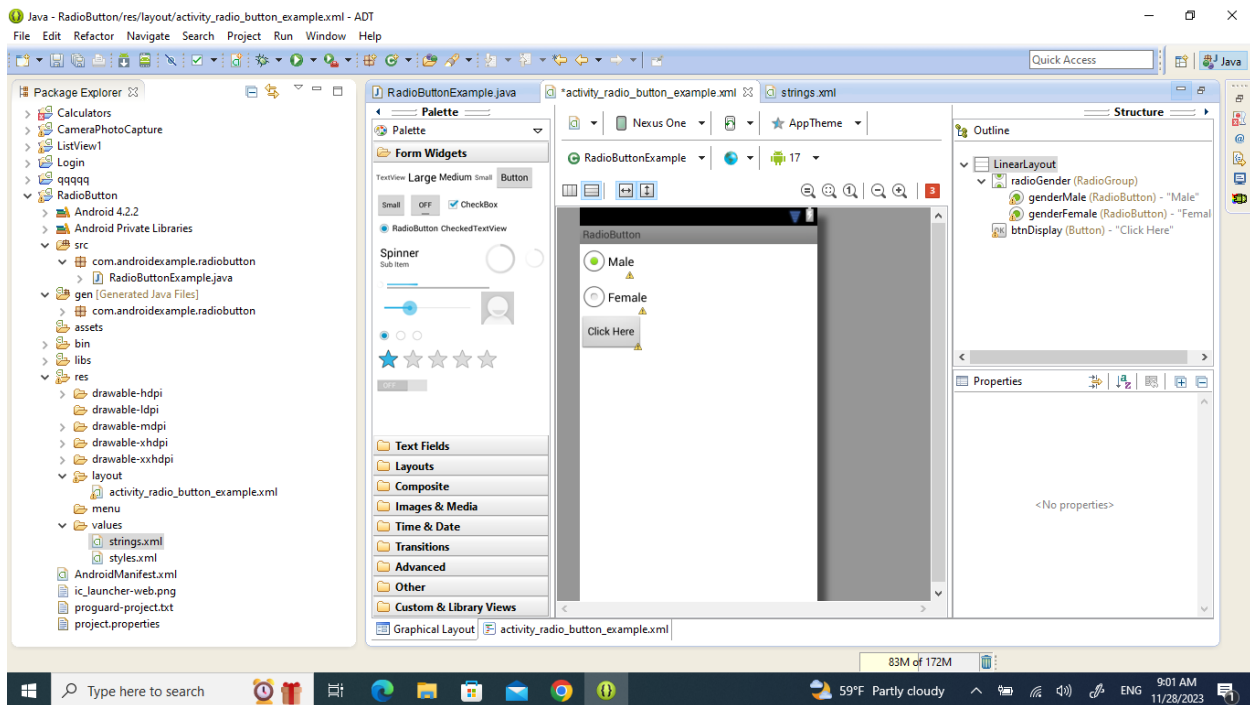 Java - RadioButton/res/layout/activity_radio_button_example.xml - ADT
File Edit Refactor Navigate Search Project Run Window Help
Quick Access
Java
Package Explorer
Calculators
CameraPhotoCapture
ListView1
Login
qqqqq
RadioButton
Android 4.2.2
Android Private Libraries
src
com.androidexample.radiobutton
RadioButtonExample.java
gen [Generated Java Files]
com.androidexample.radiobutton
assets
bin
libs
res
drawable-hdpi
drawable-ldpi
drawable-mdpi
drawable-xhdpi
drawable-xxhdpi
layout
activity_radio_button_example.xml
menu
values
strings.xml
styles.xml
AndroidManifest.xml
ic_launcher-web.png
proguard-project.txt
project.properties
RadioButtonExample.java
*activity_radio_button_example.xml
strings.xml
Palette
Palette
Form Widgets
TextView Large Medium Small Button
Small OFF CheckBox
RadioButton CheckedTextView
Spinner
Sub Item
OFF
Text Fields
Layouts
Composite
Images & Media
Time & Date
Transitions
Advanced
Other
Custom & Library Views
Nexus One
AppTheme
RadioButtonExample
17
3
RadioButton
Male
Female
Click Here
Graphical Layout
activity_radio_button_example.xml
Structure
Outline
LinearLayout
radioGender (RadioGroup)
genderMale (RadioButton) - "Male"
genderFemale (RadioButton) - "Femal
OK btnDisplay (Button) - "Click Here"
Properties
<No properties>
83M of 172M
Type here to search
59°F Partly cloudy
ENG
9:01 AM
11/28/2023
1